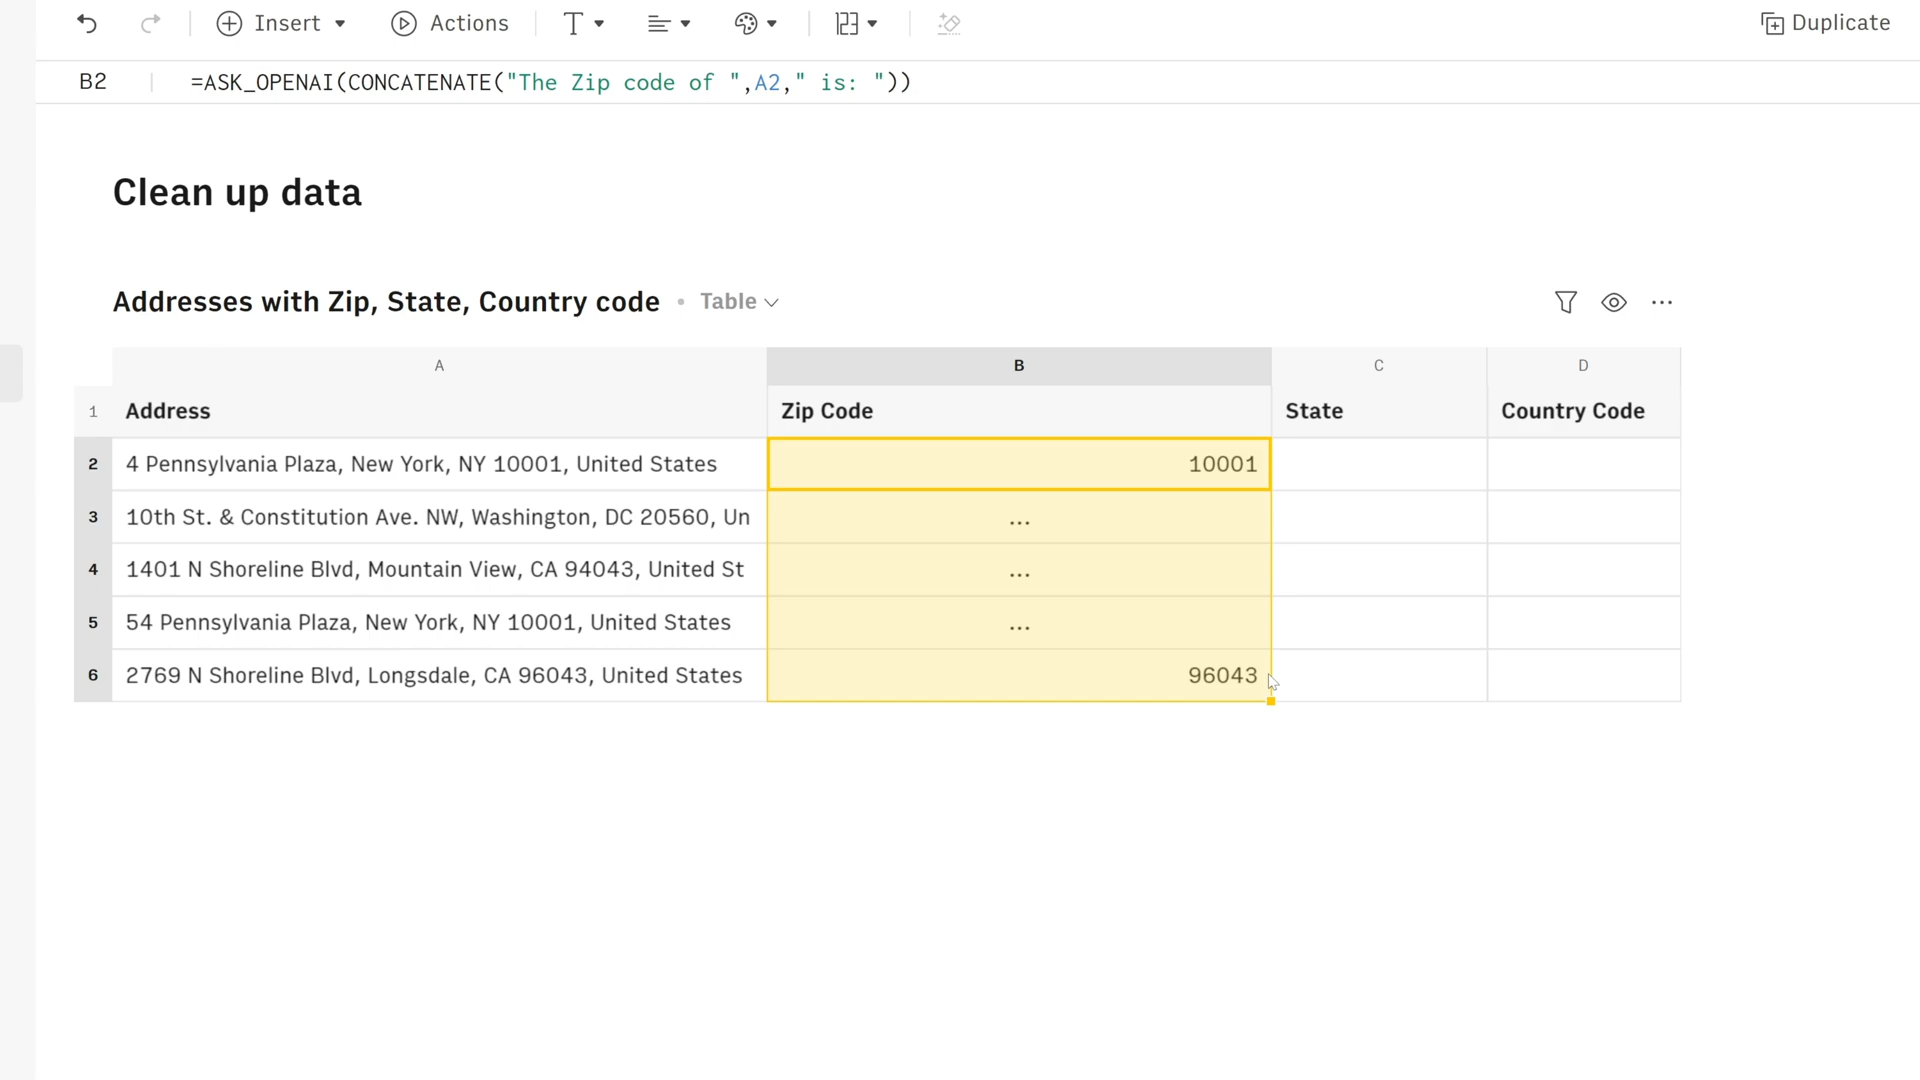 Insert Actions Duplicate
B2 =ASK_OPENAI(CONCATENATE("The Zip code of ",A2," is: "))
Clean up data
Addresses with Zip, State, Country code • Table
A B C D
1 Address Zip Code State Country Code
2 4 Pennsylvania Plaza, New York, NY 10001, United States 10001
3 10th St. & Constitution Ave. NW, Washington, DC 20560, Un ...
4 1401 N Shoreline Blvd, Mountain View, CA 94043, United St ...
5 54 Pennsylvania Plaza, New York, NY 10001, United States ...
6 2769 N Shoreline Blvd, Longsdale, CA 96043, United States 96043